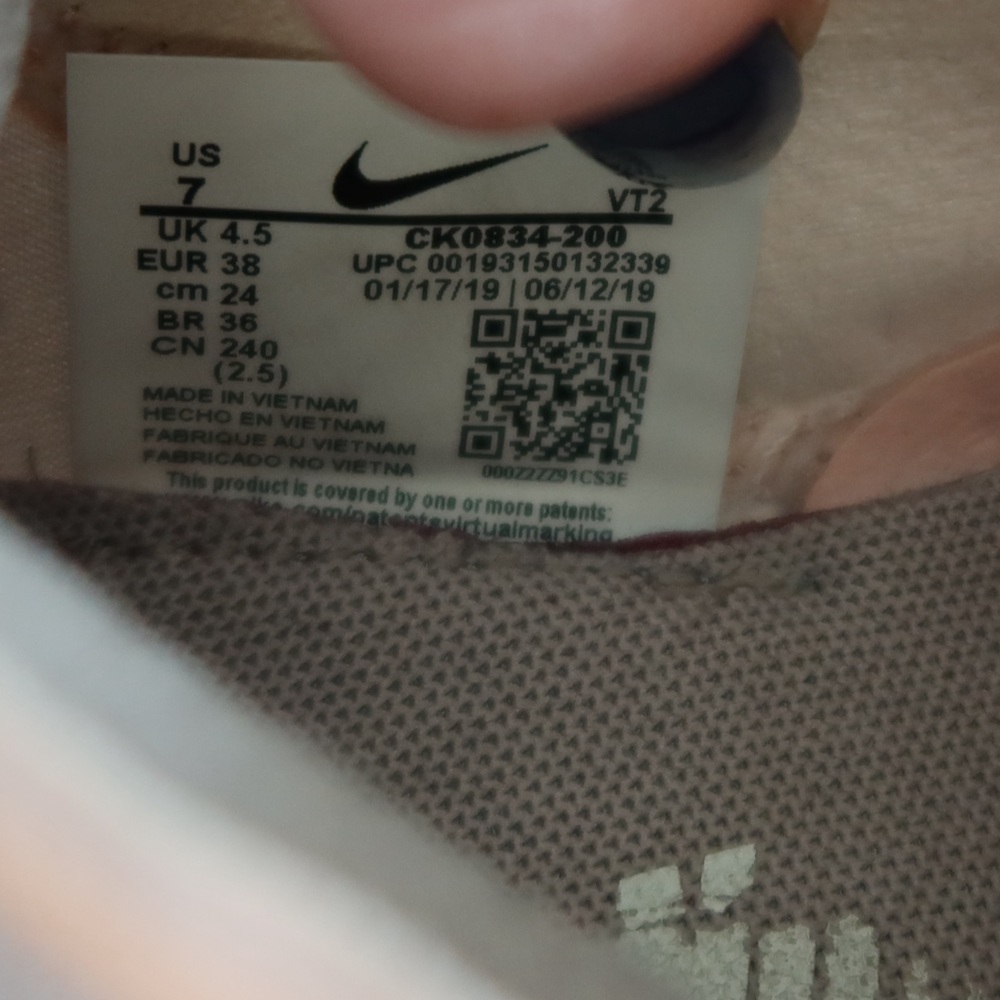 US
7
VT2
UK 4.5
EUR 38
cm 24
BR 36
CN 240
(2.5)
CK0834-200
UPC 00193150132339
01/17/19 | 06/12/19
000ZZZZ91CS3E
MADE IN VIETNAM
HECHO EN VIETNAM
FABRIQUE AU VIETNAM
FABRICADO NO VIETNA
This product is covered by one or more patents: